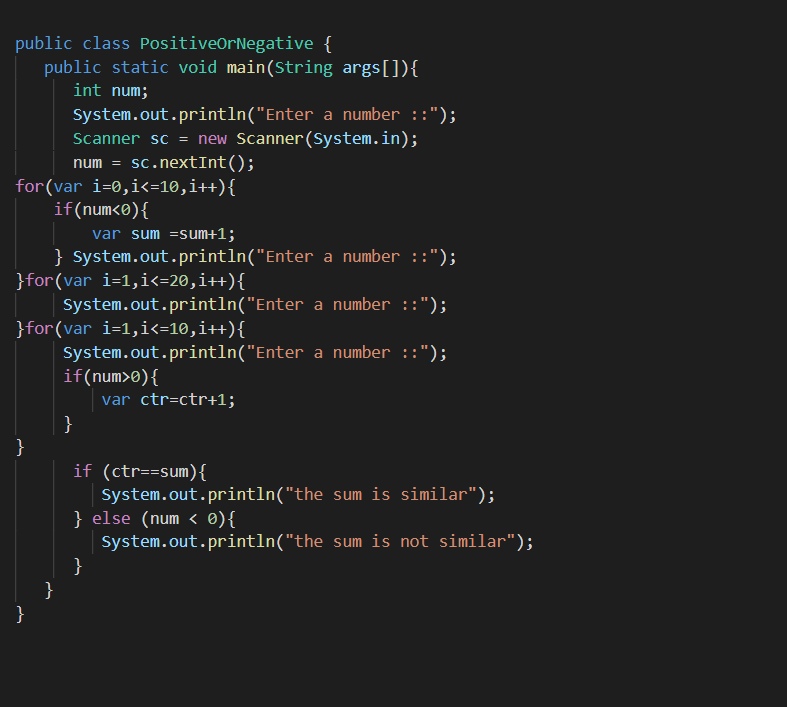 public class PositiveOrNegative {
public static void main(String args[]){
int num;
System.out.println("Enter a number ::");
Scanner sc = new Scanner(System.in);
num = sc.nextInt();
for(var i=0,i<=10,i++){
if(num<0){
var sum =sum+1;
} System.out.println("Enter a number ::");
}for(var i=1,i<=20,i++){
System.out.println("Enter a number ::");
}for(var i=1,i<=10,i++){
System.out.println("Enter a number ::");
if(num>0){
var ctr=ctr+1;
}
}
if (ctr==sum){
System.out.println("the sum is similar");
} else (num < 0){
System.out.println("the sum is not similar");
}
}
}